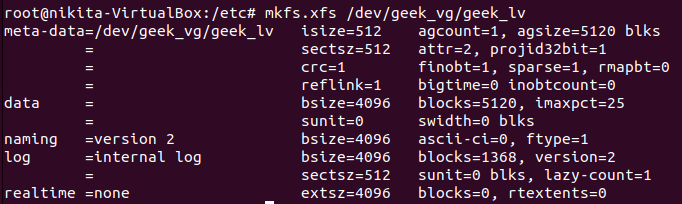 root@nikita-VirtualBox:/etc# mkfs.xfs /dev/geek_vg/geek_lv
meta-data=/dev/geek_vg/geek_lv   isize=512    agcount=1, agsize=5120 blks
         =                       sectsz=512   attr=2, projid32bit=1
         =                       crc=1        finobt=1, sparse=1, rmapbt=0
         =                       reflink=1    bigtime=0 inobtcount=0
data     =                       bsize=4096   blocks=5120, imaxpct=25
         =                       sunit=0      swidth=0 blks
naming   =version 2              bsize=4096   ascii-ci=0, ftype=1
log      =internal log           bsize=4096   blocks=1368, version=2
         =                       sectsz=512   sunit=0 blks, lazy-count=1
realtime =none                   extsz=4096   blocks=0, rtextents=0